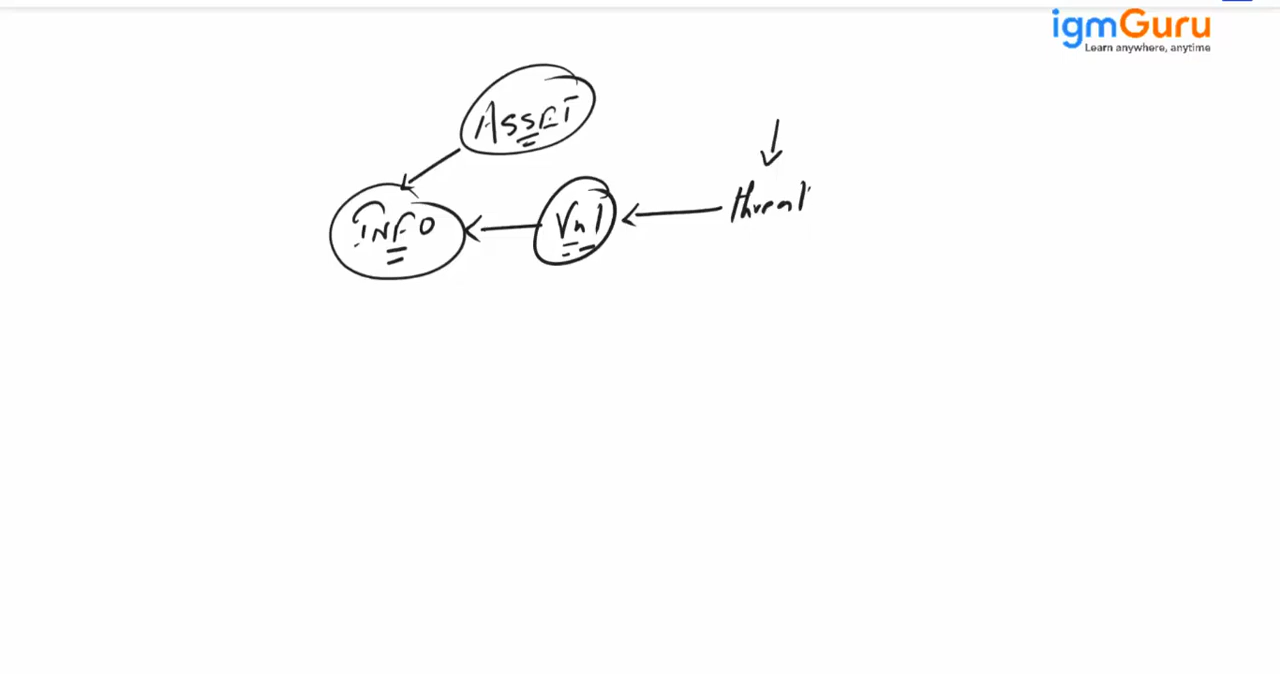 igmGuru
Learn anywhere, anytime
ASSET
INFO
Vul
threat